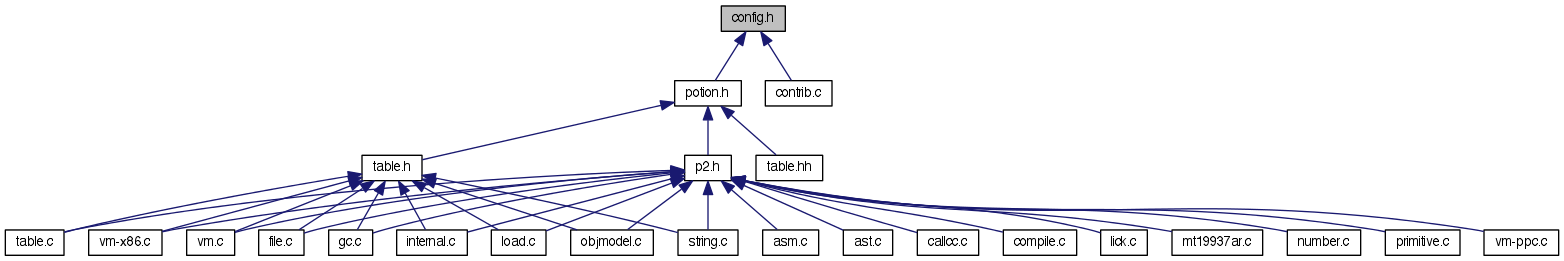 config.h
potion.h
contrib.c
table.h
p2.h
table.hh
table.c
vm-x86.c
vm.c
file.c
gc.c
internal.c
load.c
objmodel.c
string.c
asm.c
ast.c
callcc.c
compile.c
lick.c
mt19937ar.c
number.c
primitive.c
vm-ppc.c